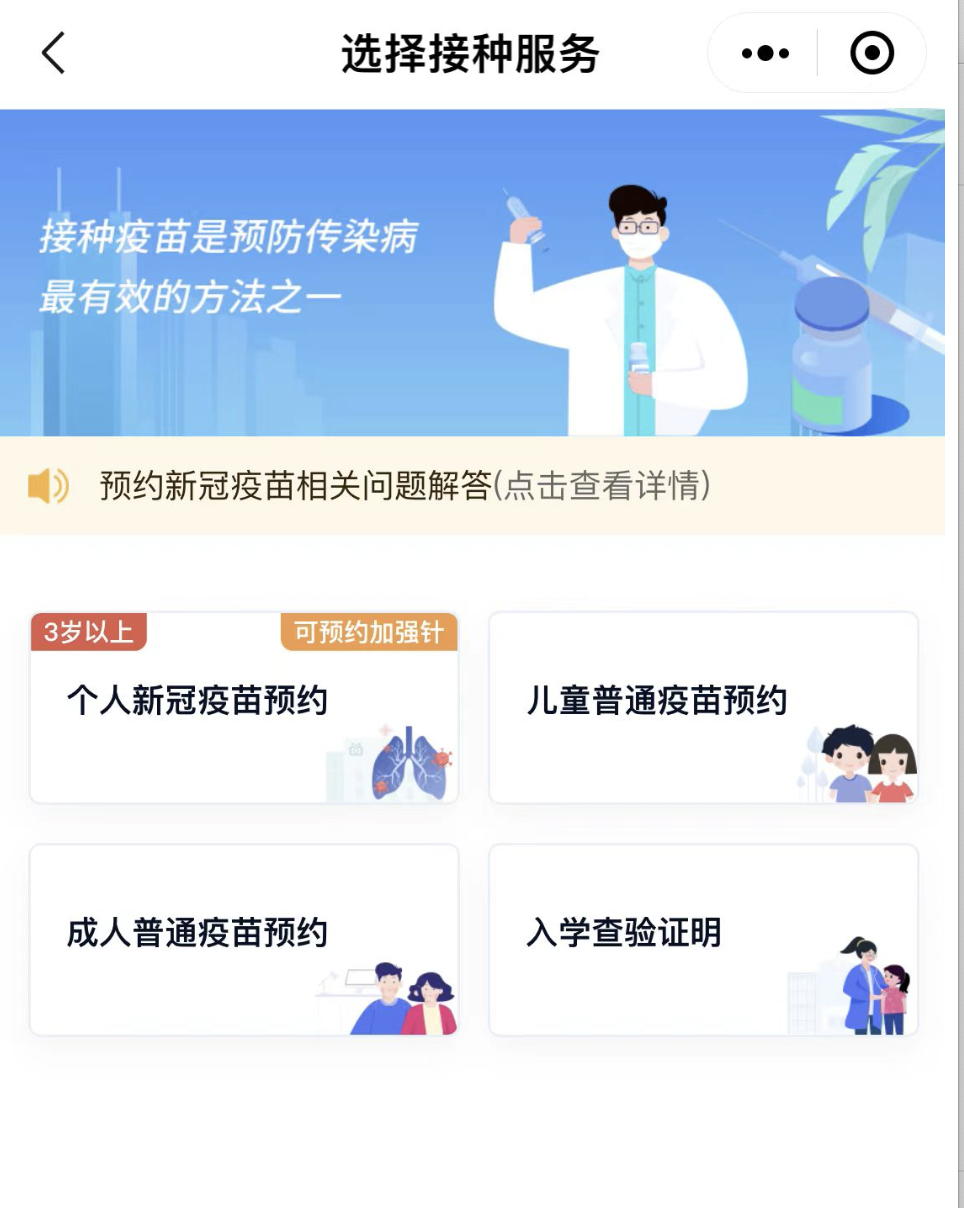 选择接种服务
接种疫苗是预防传染病
最有效的方法之一
预约新冠疫苗相关问题解答(点击查看详情)
3岁以上
可预约加强针
个人新冠疫苗预约
儿童普通疫苗预约
成人普通疫苗预约
入学查验证明